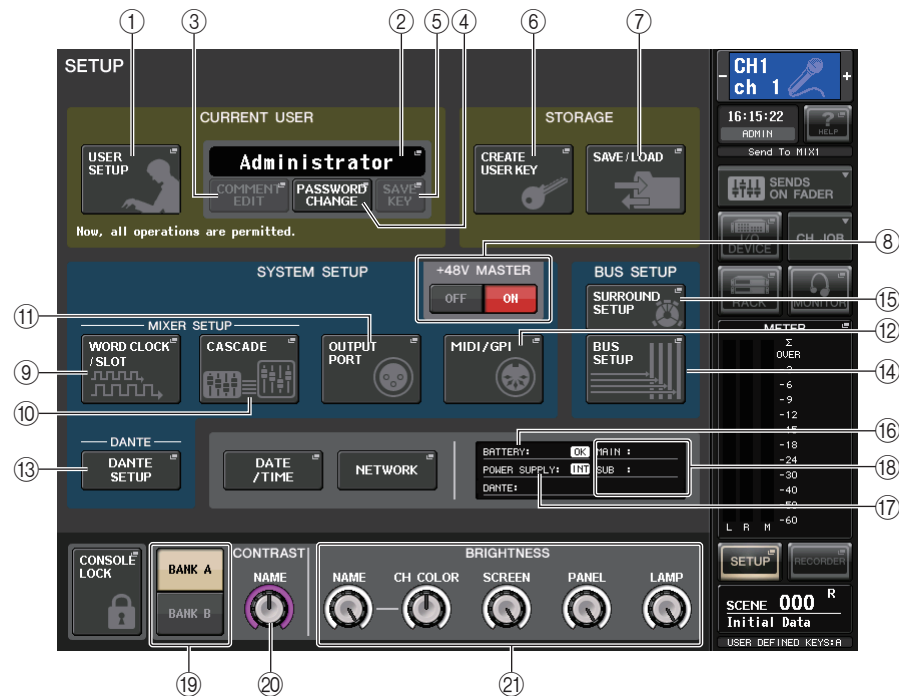 ① ③ ② ④ ⑤ ⑥ ⑦
SETUP
CH1
ch 1
- +
CURRENT USER
STORAGE
16:15:22
ADMIN
?
HELP
Send To MIX1
USER
SETUP
Administrator
COMMENT
EDIT
PASSWORD
CHANGE
SAVE
KEY
CREATE
USER KEY
SAVE/LOAD
Now, all operations are permitted.
SENDS
ON FADER
I/O
DEVICE
CH JOB
⑧
SYSTEM SETUP
+48V MASTER
OFF
ON
BUS SETUP
SURROUND
SETUP
⑮
RACK
MONITOR
⑪
MIXER SETUP
⑫
WORD CLOCK
/SLOT
CASCADE
OUTPUT
PORT
MIDI/GPI
BUS
SETUP
⑨
⑩
⑭
METER
Σ
OVER
-3
-6
-9
-12
-15
-18
-24
-30
-40
-50
-60
L R M
DANTE
DANTE
SETUP
⑬
DATE
/TIME
NETWORK
BATTERY: OK
POWER SUPPLY: INT
DANTE:
MAIN :
SUB :
⑯
⑱
⑰
CONSOLE
LOCK
BANK A
BANK B
CONTRAST
NAME
BRIGHTNESS
NAME
CH COLOR
SCREEN
PANEL
LAMP
SETUP
RECORDER
SCENE 000 R
Initial Data
USER DEFINED KEYS:A
⑲ ⑳ ㉑